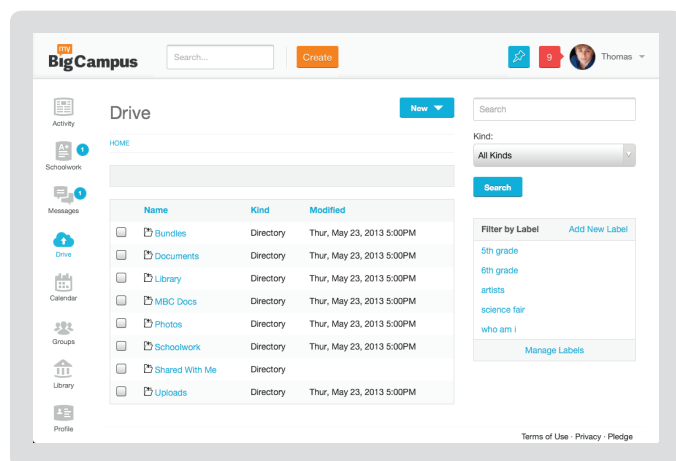 my
BigCampus
Search...
Create
9
Thomas
Activity
A+
1
Schoolwork
1
Messages
Drive
Calendar
Groups
Library
Profile
Drive
New
HOME
Name Kind Modified
Bundles Directory Thur, May 23, 2013 5:00PM
Documents Directory Thur, May 23, 2013 5:00PM
Library Directory Thur, May 23, 2013 5:00PM
MBC Docs Directory Thur, May 23, 2013 5:00PM
Photos Directory Thur, May 23, 2013 5:00PM
Schoolwork Directory Thur, May 23, 2013 5:00PM
Shared With Me Directory
Uploads Directory Thur, May 23, 2013 5:00PM
Search
Kind:
All Kinds
Search
Filter by Label Add New Label
5th grade
6th grade
artists
science fair
who am i
Manage Labels
Terms of Use · Privacy · Pledge